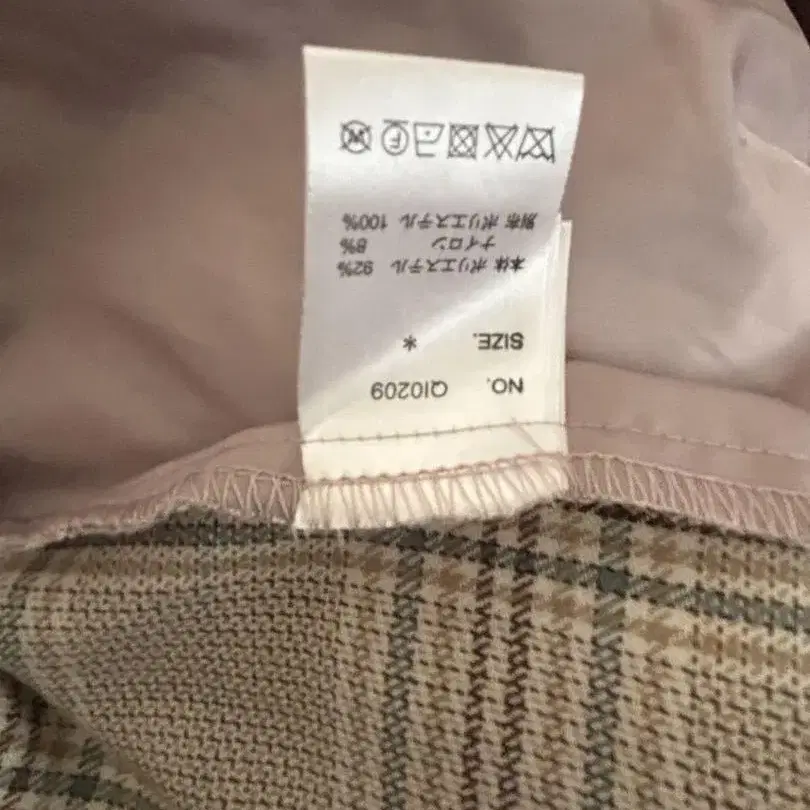 NO. QI0209
SIZE. *
本体 ポリエステル 92%
ナイロン 8%
別布 ポリエステル 100%
F W